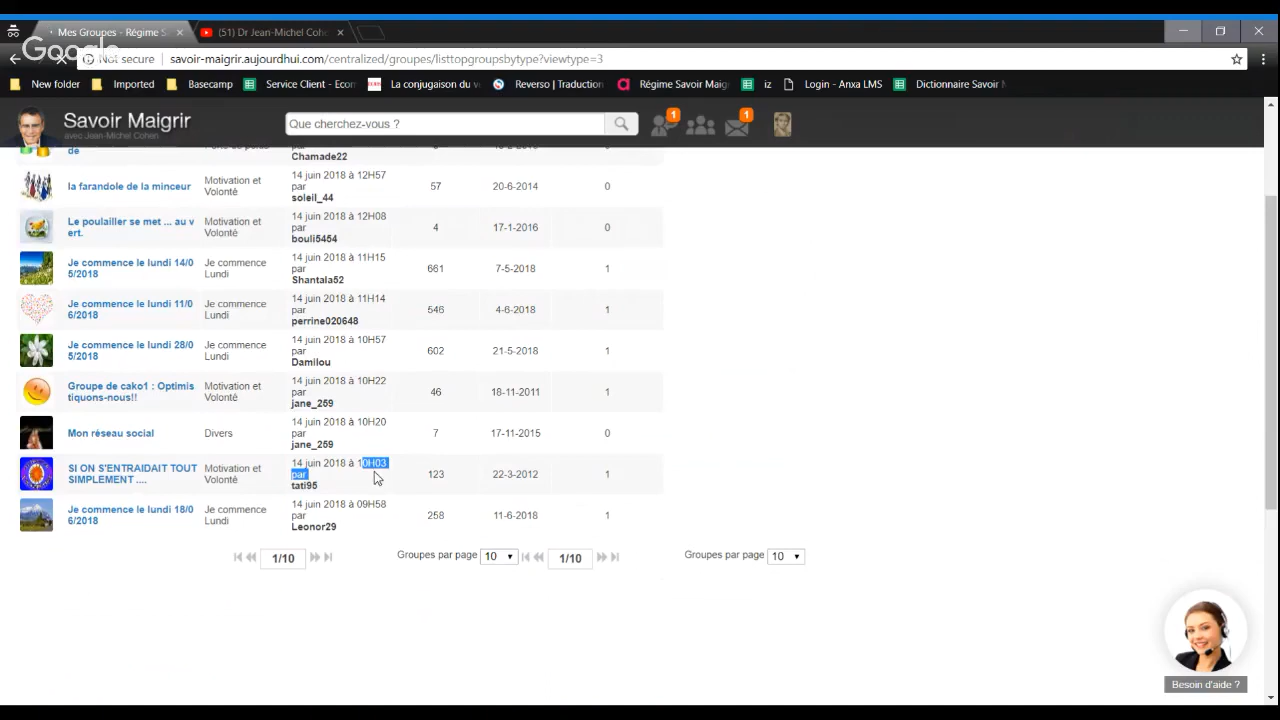 Mes Groupes - Régime S
(51) Dr Jean-Michel Coh
Google
Not secure
savoir-maigrir.aujourdhui.com/centralized/groupes/listtopgroupsbytype?viewtype=3
New folder
Imported
Basecamp
Service Client - Econ
La conjugaison du v
Reverso | Traduction
Régime Savoir Maig
iz
Login - Anxa LMS
Dictionnaire Savoir
Savoir Maigrir
avec Jean-Michel Cohen
Que cherchez-vous ?
1
1
de
par
Chamade22
la farandole de la minceur
Motivation et
Volonté
14 juin 2018 à 12H57
par
soleil_44
57
20-6-2014
0
Le poulailler se met ... au v
ert.
Motivation et
Volonté
14 juin 2018 à 12H08
par
bouli5454
4
17-1-2016
0
Je commence le lundi 14/0
5/2018
Je commence
Lundi
14 juin 2018 à 11H15
par
Shantala52
661
7-5-2018
1
Je commence le lundi 11/0
6/2018
Je commence
Lundi
14 juin 2018 à 11H14
par
perrine020648
546
4-6-2018
1
Je commence le lundi 28/0
5/2018
Je commence
Lundi
14 juin 2018 à 10H57
par
Damilou
602
21-5-2018
1
Groupe de cako1 : Optimis
tiquons-nous!!
Motivation et
Volonté
14 juin 2018 à 10H22
par
jane_259
46
18-11-2011
1
Mon réseau social
Divers
14 juin 2018 à 10H20
par
jane_259
7
17-11-2015
0
SI ON S'ENTRAIDAIT TOUT
SIMPLEMENT ....
Motivation et
Volonté
14 juin 2018 à 10H03
par
tati95
123
22-3-2012
1
Je commence le lundi 18/0
6/2018
Je commence
Lundi
14 juin 2018 à 09H58
par
Leonor29
258
11-6-2018
1
1/10
Groupes par page
10
1/10
Groupes par page
10
Besoin d'aide ?